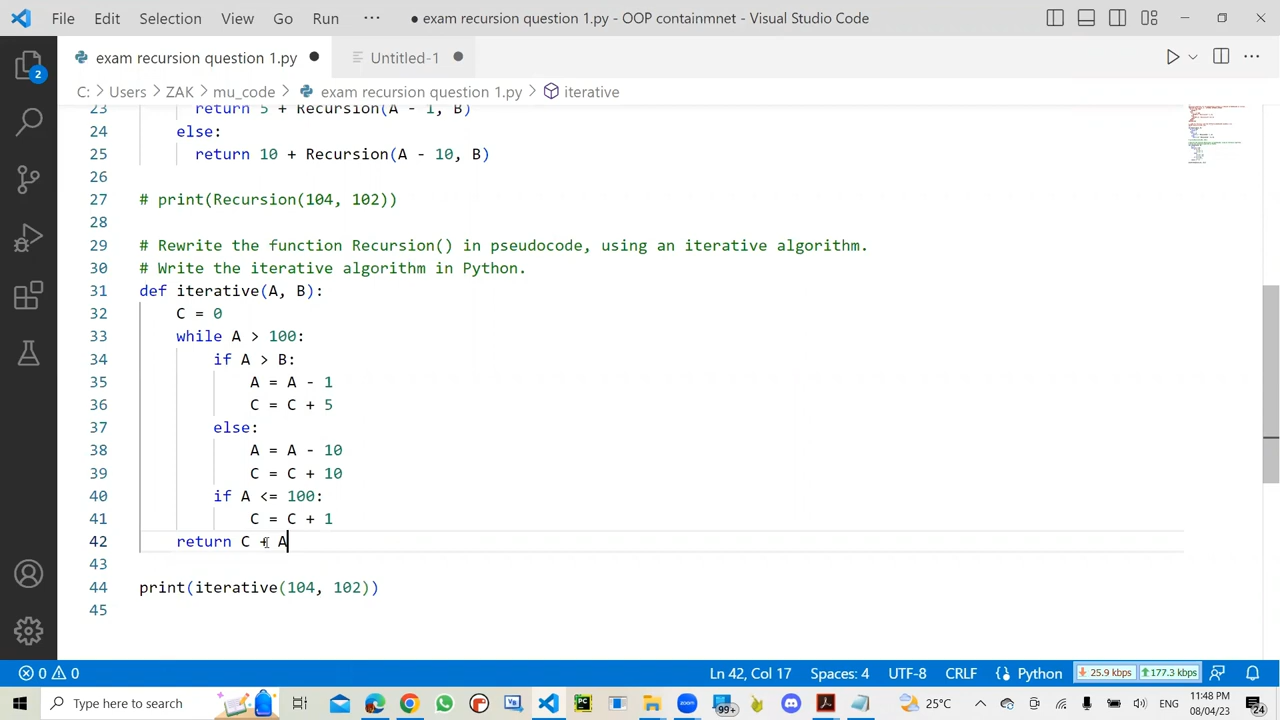 File Edit Selection View Go Run ··· ● exam recursion question 1.py - OOP containmnet - Visual Studio Code
exam recursion question 1.py ● Untitled-1 ●
C: > Users > ZAK > mu_code > exam recursion question 1.py > iterative
2
23 return 5 + Recursion(A - 1, B)
24 else:
25 return 10 + Recursion(A - 10, B)
26
27 # print(Recursion(104, 102))
28
29 # Rewrite the function Recursion() in pseudocode, using an iterative algorithm.
30 # Write the iterative algorithm in Python.
31 def iterative(A, B):
32 C = 0
33 while A > 100:
34 if A > B:
35 A = A - 1
36 C = C + 5
37 else:
38 A = A - 10
39 C = C + 10
40 if A <= 100:
41 C = C + 1
42 return C + A
43
44 print(iterative(104, 102))
45
0 0 Ln 42, Col 17 Spaces: 4 UTF-8 CRLF Python 25.9 kbps 177.3 kbps
Type here to search PC zoom 99+ 25°C ENG 11:48 PM 08/04/23 24